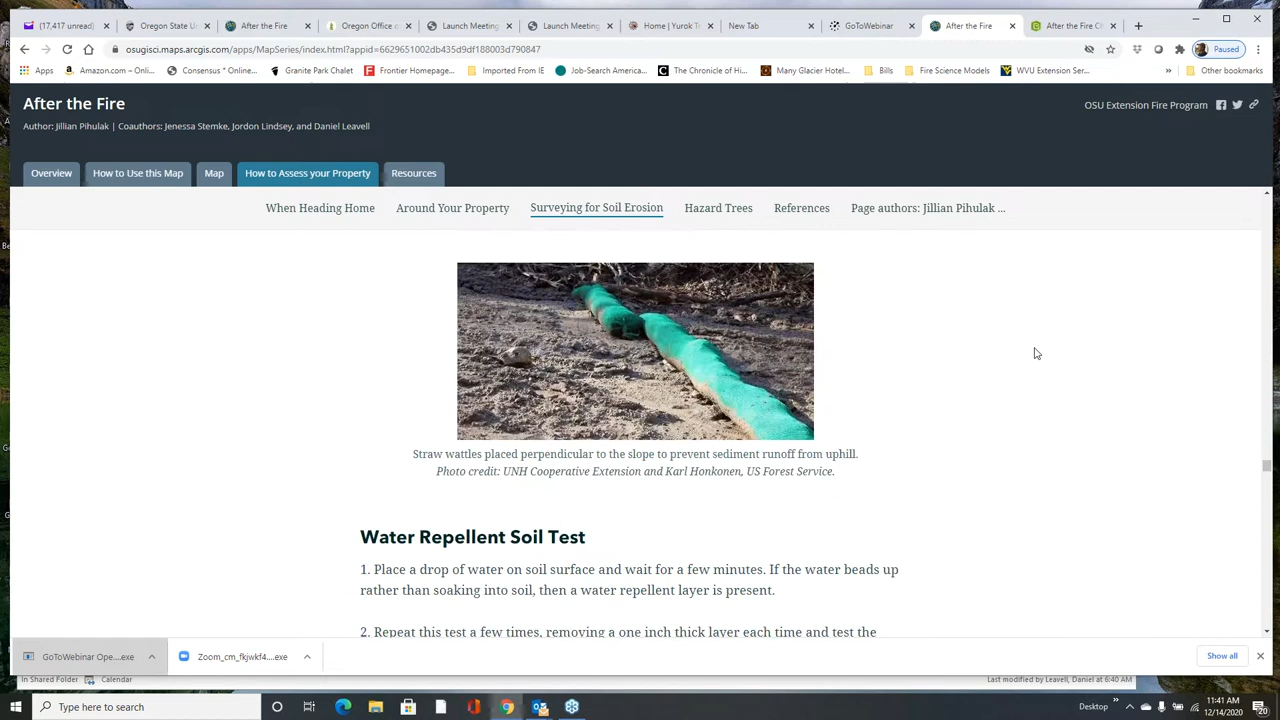 (17,417 unread)
Oregon State U
After the Fire
Oregon Office o
Launch Meeting
Launch Meeting
Home | Yurok T
New Tab
GoToWebinar
After the Fire
After the Fire C
osugisci.maps.arcgis.com/apps/MapSeries/index.html?appid=6629651002db435d9df188003d790847
Paused
Apps
Amazon.com – Onli...
Consensus * Online...
Granite Park Chalet
Frontier Homepage...
Imported From IE
Job-Search America...
The Chronicle of Hi...
Many Glacier Hotel...
Bills
Fire Science Models
WVU Extension Ser...
»
Other bookmarks
After the Fire
OSU Extension Fire Program
Author: Jillian Pihulak | Coauthors: Jenessa Stemke, Jordon Lindsey, and Daniel Leavell
Overview
How to Use this Map
Map
How to Assess your Property
Resources
When Heading Home
Around Your Property
Surveying for Soil Erosion
Hazard Trees
References
Page authors: Jillian Pihulak ...
Straw wattles placed perpendicular to the slope to prevent sediment runoff from uphill.
Photo credit: UNH Cooperative Extension and Karl Honkonen, US Forest Service.
Water Repellent Soil Test
1. Place a drop of water on soil surface and wait for a few minutes. If the water beads up
rather than soaking into soil, then a water repellent layer is present.
2. Repeat this test a few times, removing a one inch thick layer each time and test the
GoToWebinar Ope....exe
Zoom_cm_fkjwkf4....exe
Show all
In Shared Folder
Calendar
Last modified by Leavell, Daniel at 6:40 AM
Type here to search
Desktop
»
11:41 AM
12/14/2020
20